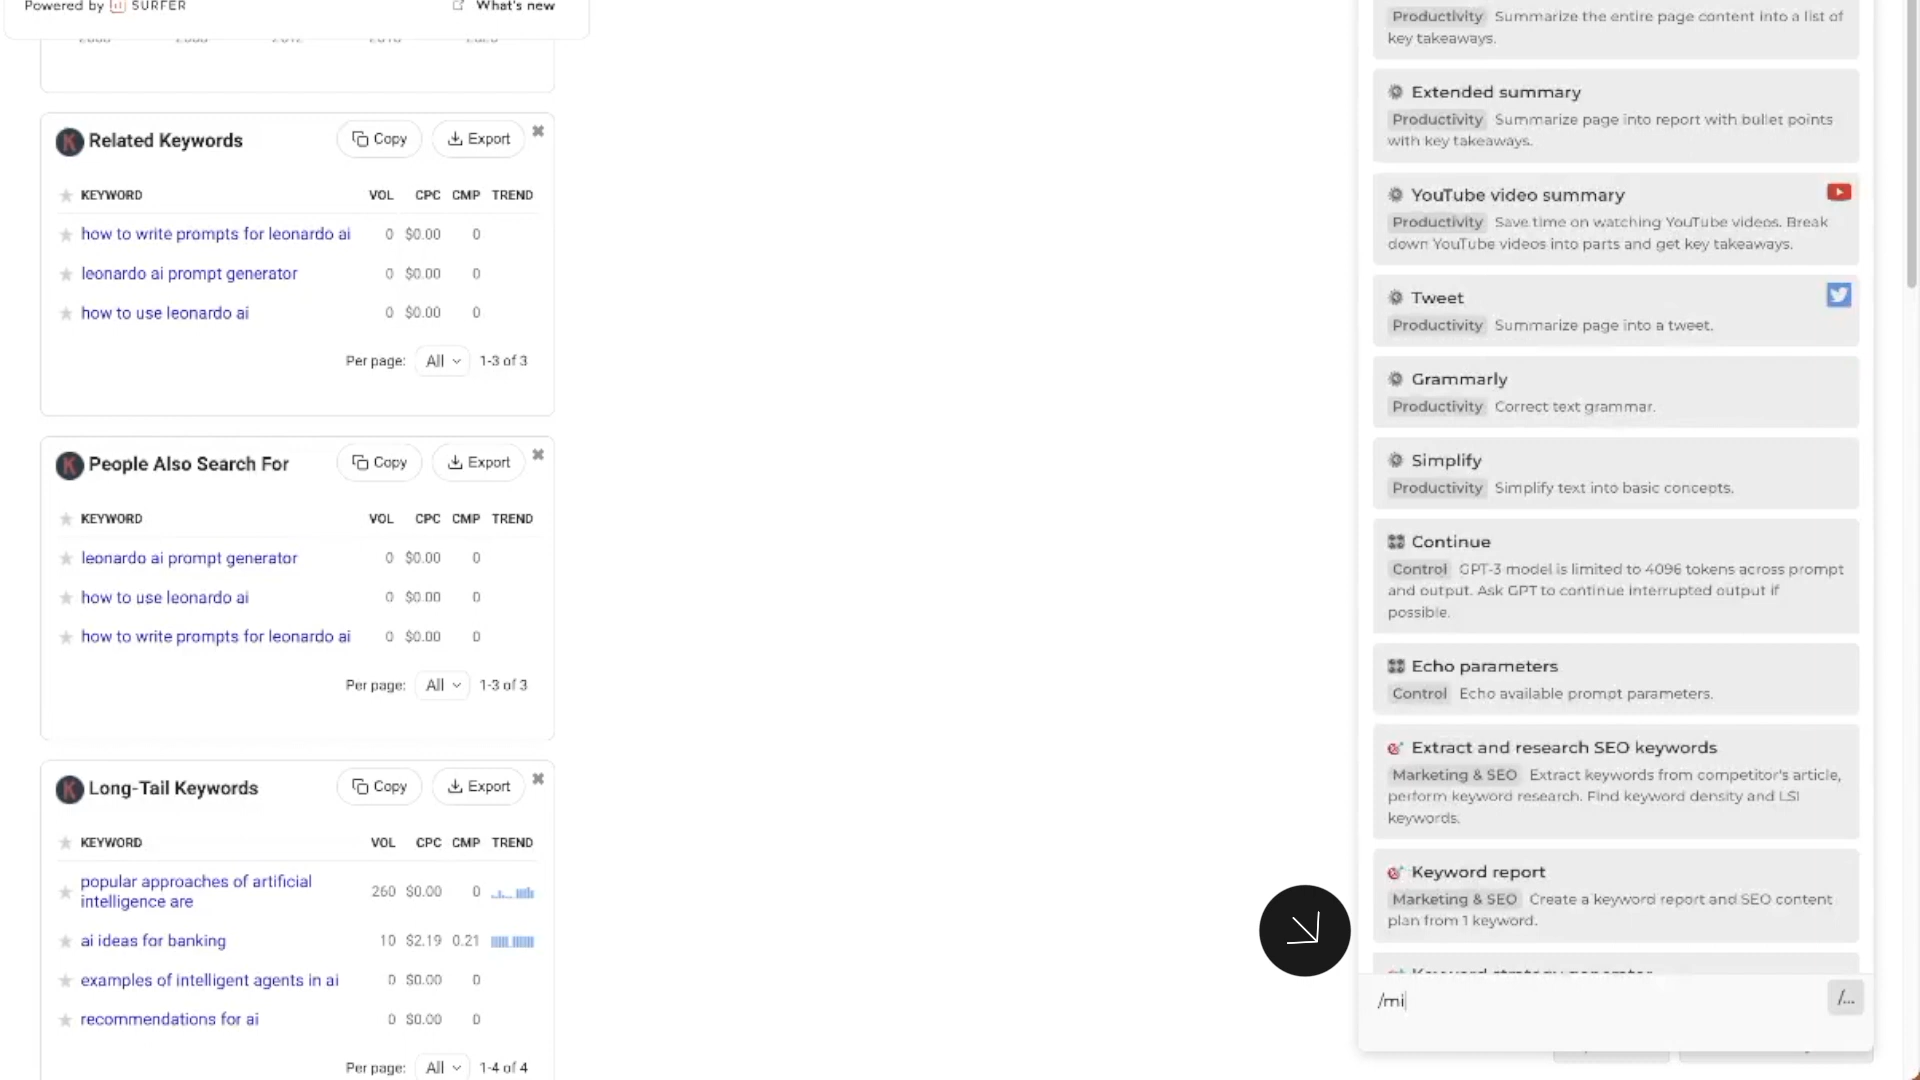 Powered by SURFER
What's new
Related Keywords
Copy
Export
KEYWORD VOL CPC CMP TREND
how to write prompts for leonardo ai 0 $0.00 0
leonardo ai prompt generator 0 $0.00 0
how to use leonardo ai 0 $0.00 0
Per page: All 1-3 of 3
People Also Search For
Copy
Export
KEYWORD VOL CPC CMP TREND
leonardo ai prompt generator 0 $0.00 0
how to use leonardo ai 0 $0.00 0
how to write prompts for leonardo ai 0 $0.00 0
Per page: All 1-3 of 3
Long-Tail Keywords
Copy
Export
KEYWORD VOL CPC CMP TREND
popular approaches of artificial
intelligence are 260 $0.00 0
ai ideas for banking 10 $2.19 0.21
examples of intelligent agents in ai 0 $0.00 0
recommendations for ai 0 $0.00 0
Per page: All 1-4 of 4
Productivity Summarize the entire page content into a list of
key takeaways.
Extended summary
Productivity Summarize page into report with bullet points
with key takeaways.
YouTube video summary
Productivity Save time on watching YouTube videos. Break
down YouTube videos into parts and get key takeaways.
Tweet
Productivity Summarize page into a tweet.
Grammarly
Productivity Correct text grammar.
Simplify
Productivity Simplify text into basic concepts.
Continue
Control GPT-3 model is limited to 4096 tokens across prompt
and output. Ask GPT to continue interrupted output if
possible.
Echo parameters
Control Echo available prompt parameters.
Extract and research SEO keywords
Marketing & SEO Extract keywords from competitor's article,
perform keyword research. Find keyword density and LSI
keywords.
Keyword report
Marketing & SEO Create a keyword report and SEO content
plan from 1 keyword.
Keyword strategy generator
/mi
/...